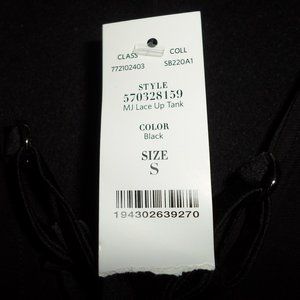 CLASS COLL
772102403 SB220A1
STYLE
570328159
MJ Lace Up Tank
COLOR
Black
SIZE
S
194302639270